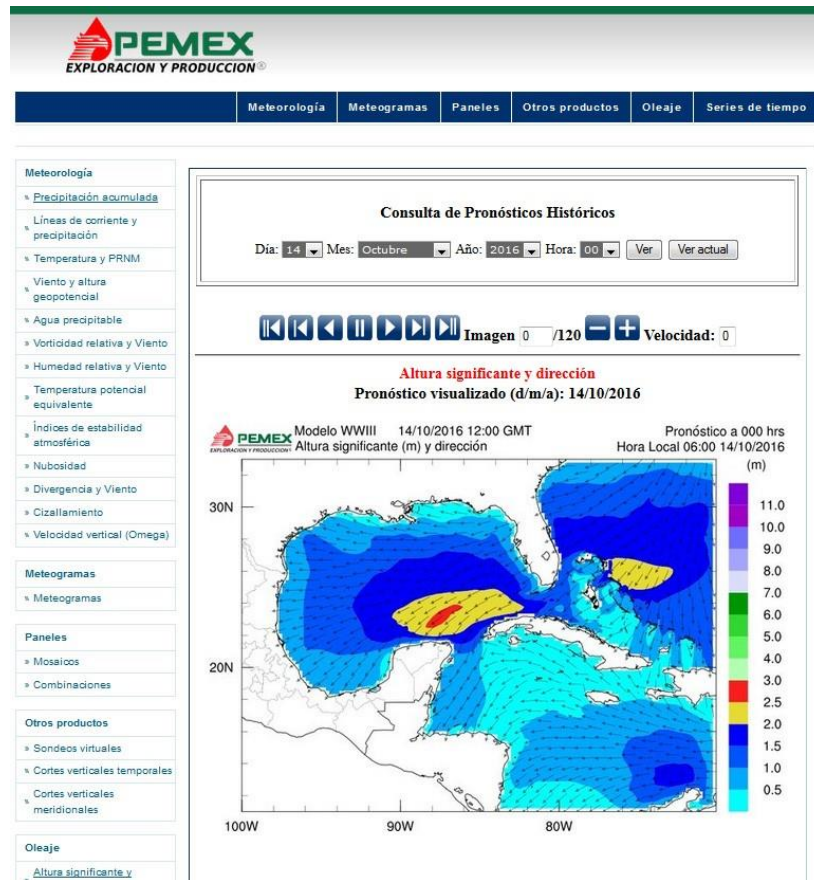 PEMEX
EXPLORACION Y PRODUCCION®
Meteorología Meteogramas Paneles Otros productos Oleaje Series de tiempo
Meteorología
Precipitación acumulada
Líneas de corriente y
precipitación
Temperatura y PRNM
Viento y altura
geopotencial
Agua precipitable
Vorticidad relativa y Viento
Humedad relativa y Viento
Temperatura potencial
equivalente
Índices de estabilidad
atmosférica
Nubosidad
Divergencia y Viento
Cizallamiento
Velocidad vertical (Omega)
Meteogramas
Meteogramas
Paneles
Mosaicos
Combinaciones
Otros productos
Sondeos virtuales
Cortes verticales temporales
Cortes verticales
meridionales
Oleaje
Altura significante y
Consulta de Pronósticos Históricos
Día: 14 Mes: Octubre Año: 2016 Hora: 00 Ver Ver actual
Imagen 0 /120 Velocidad: 0
Altura significante y dirección
Pronóstico visualizado (d/m/a): 14/10/2016
PEMEX
EXPLORACION Y PRODUCCION
Modelo WWIII 14/10/2016 12:00 GMT Pronóstico a 000 hrs
Altura significante (m) y dirección Hora Local 06:00 14/10/2016
(m)
30N
20N
100W 90W 80W
11.0
10.0
9.0
8.0
7.0
6.0
5.0
4.0
3.0
2.5
2.0
1.5
1.0
0.5